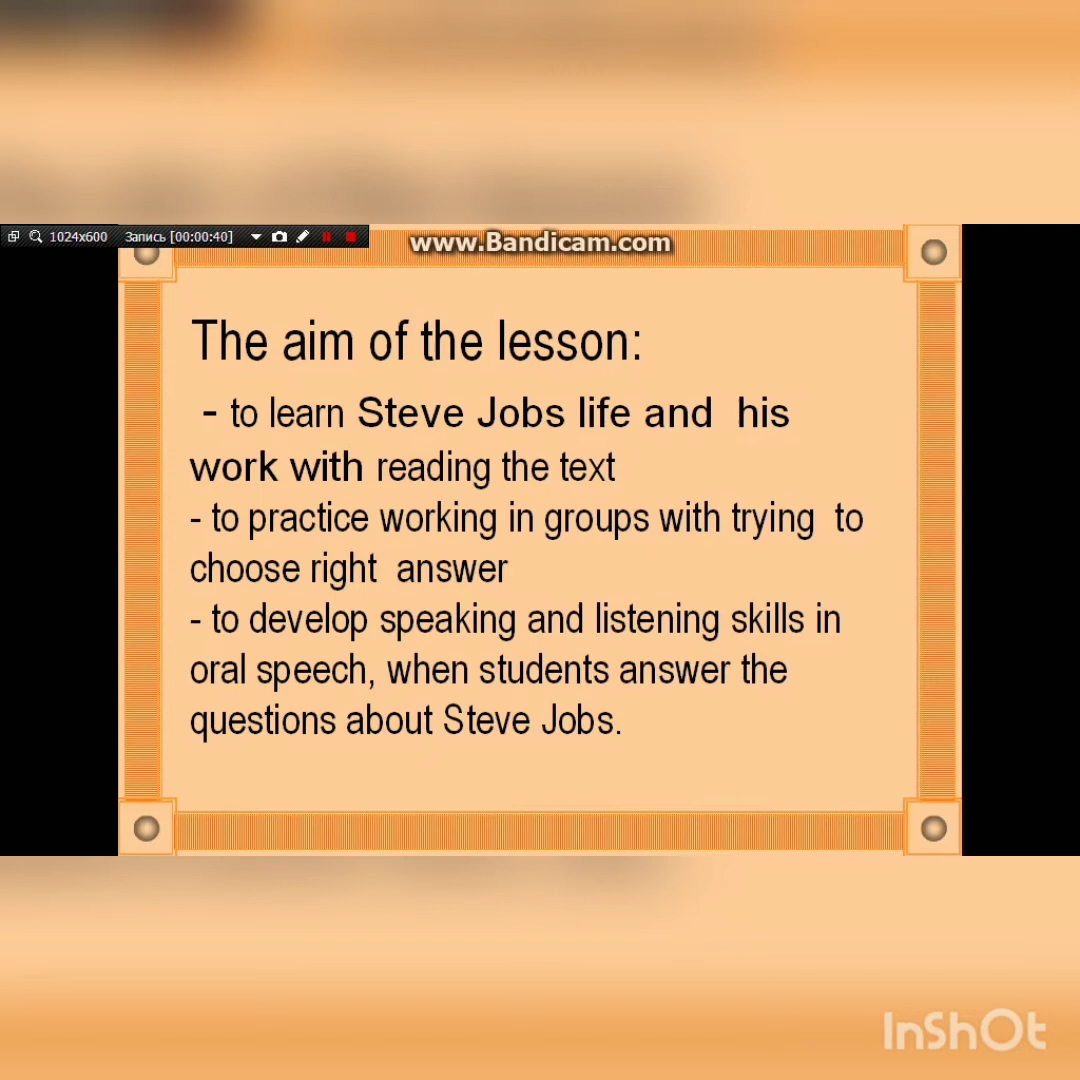 1024x600 Запись [00:00:40]
www.Bandicam.com
The aim of the lesson:
- to learn Steve Jobs life and his
work with reading the text
- to practice working in groups with trying to
choose right answer
- to develop speaking and listening skills in
oral speech, when students answer the
questions about Steve Jobs.
InShOt